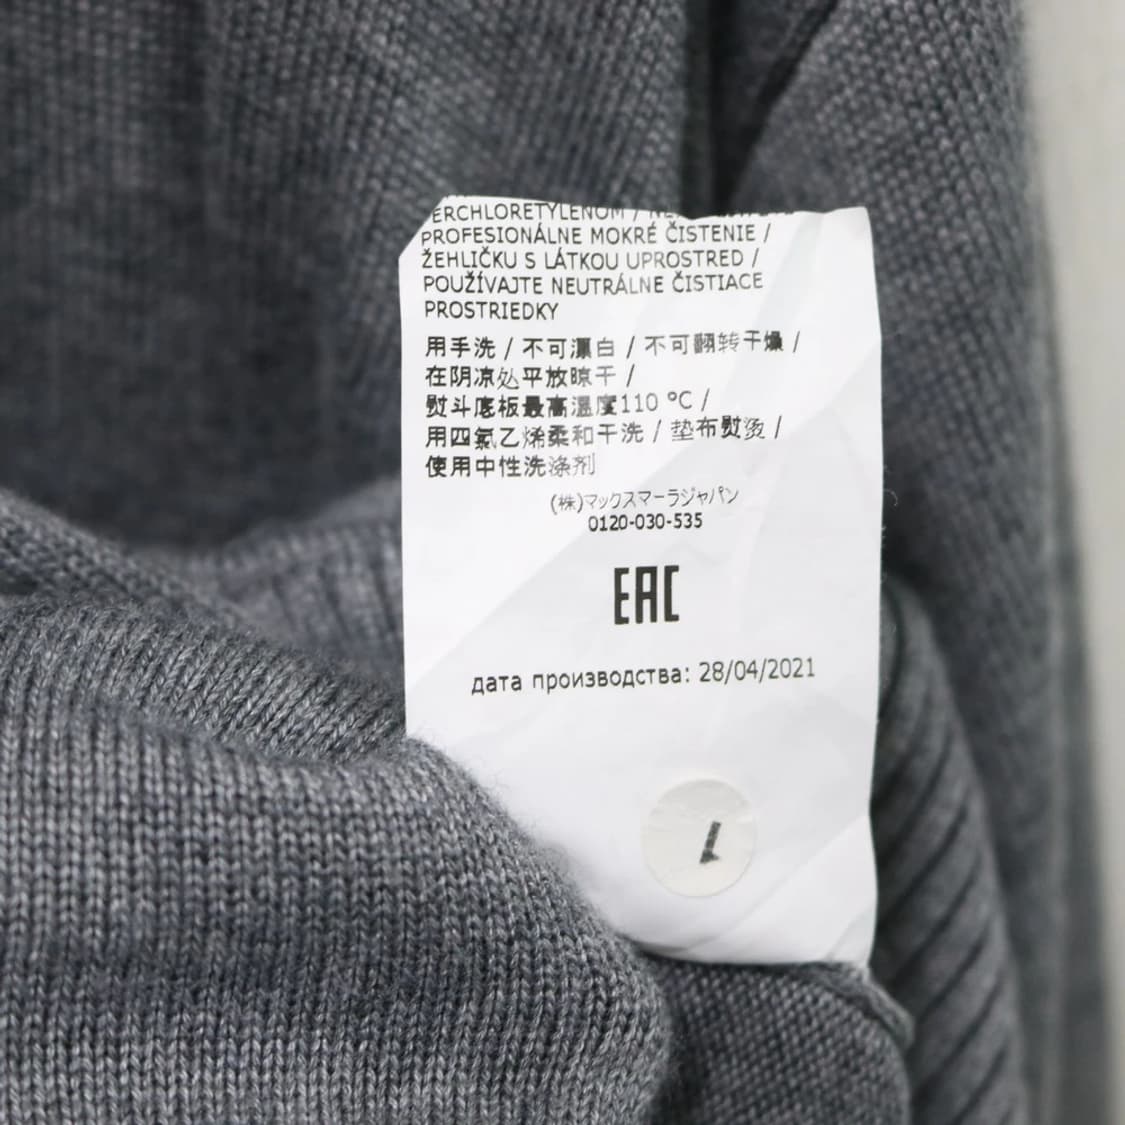 ERCHLORETYLENOM /
PROFESIONÁLNE MOKRÉ ČISTENIE /
ŽEHLIČKU S LÁTKOU UPROSTRED /
POUŽÍVAJTE NEUTRÁLNE ČISTIACE
PROSTRIEDKY
用手洗 / 不可漂白 / 不可翻转干燥 /
在阴凉处平放晾干 /
熨斗底板最高温度110 °C /
用四氯乙烯柔和干洗 / 垫布熨烫 /
使用中性洗涤剂
(株)マックスマーラジャパン
0120-030-535
EAC
дата производства: 28/04/2021
1